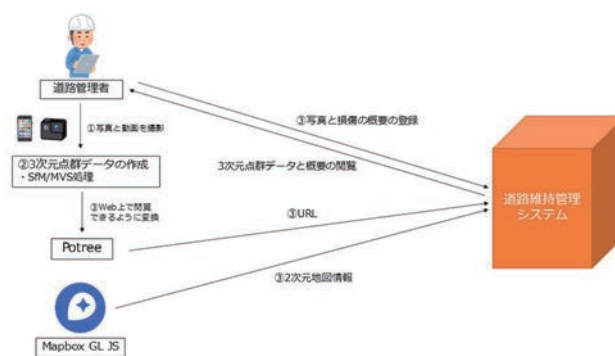 道路管理者
①写真と動画を撮影
②3次元点群データの作成
・SfM/MVS処理
③Web上で閲覧
できるように変換
Potree
Mapbox GL JS
③写真と損傷の概要の登録
3次元点群データと概要の閲覧
③URL
③2次元地図情報
道路維持管理
システム